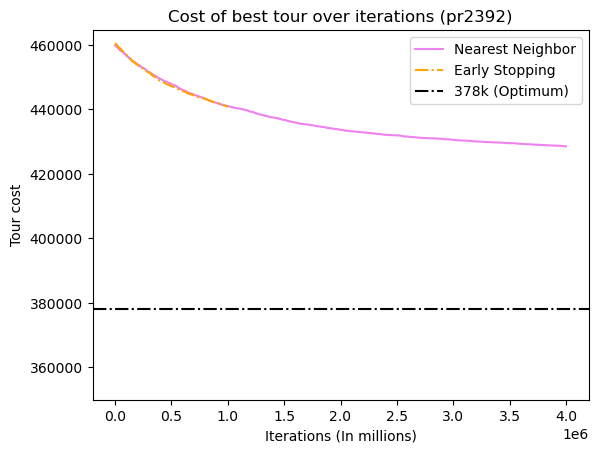 Cost of best tour over iterations (pr2392)
Nearest Neighbor
Early Stopping
378k (Optimum)
Tour cost
460000
440000
420000
400000
380000
360000
0.0 0.5 1.0 1.5 2.0 2.5 3.0 3.5 4.0
1e6
Iterations (In millions)